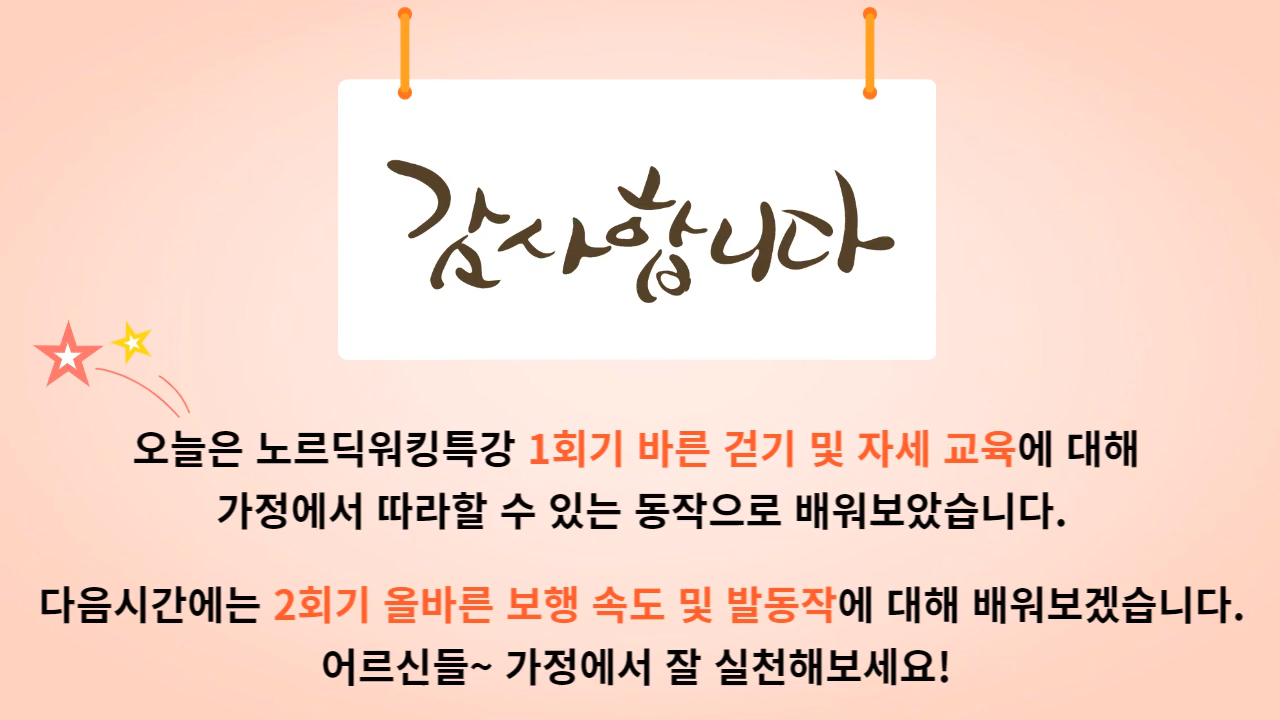 감사합니다
오늘은 노르딕워킹특강 1회기 바른 걷기 및 자세 교육에 대해
가정에서 따라할 수 있는 동작으로 배워보았습니다.
다음시간에는 2회기 올바른 보행 속도 및 발동작에 대해 배워보겠습니다.
어르신들~ 가정에서 잘 실천해보세요!